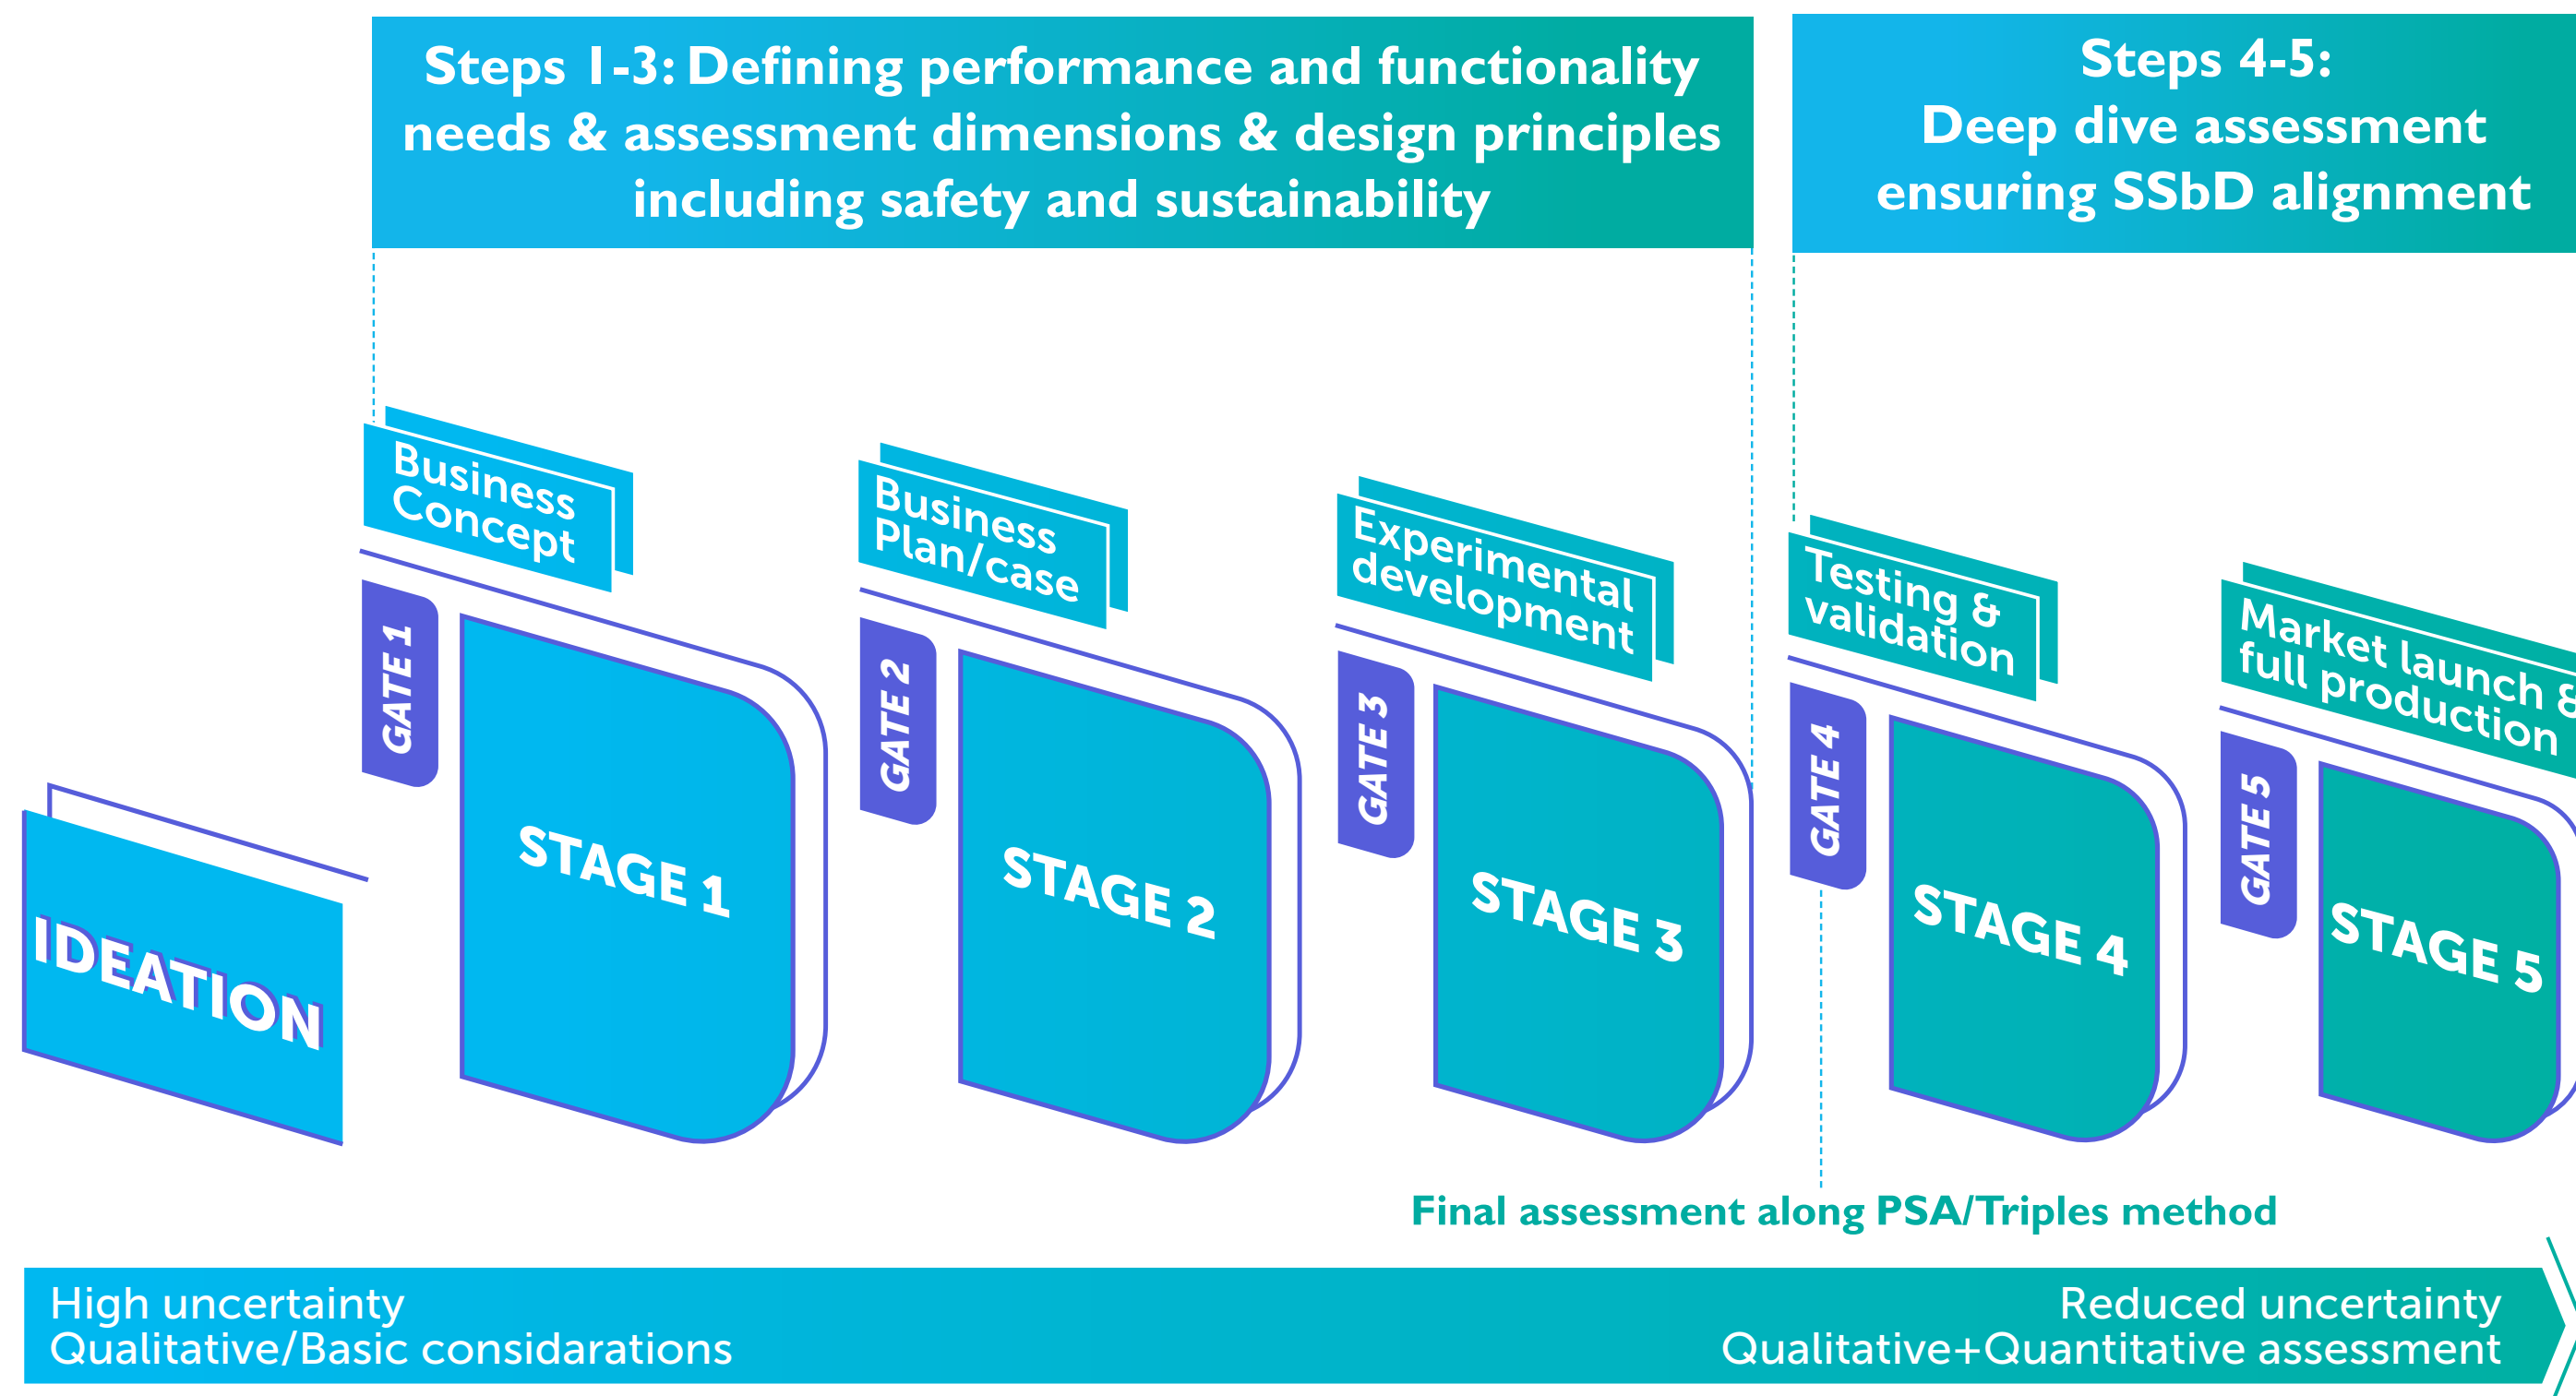 Steps 1-3: Defining performance and functionality
needs & assessment dimensions & design principles
including safety and sustainability
Steps 4-5:
Deep dive assessment
ensuring SSbD alignment
Business
Concept
Business
Plan/case
Experimental
development
Testing &
validation
Market launch &
full production
GATE 1
GATE 2
GATE 3
GATE 4
GATE 5
IDEATION
STAGE 1
STAGE 2
STAGE 3
STAGE 4
STAGE 5
Final assessment along PSA/Triples method
High uncertainty
Qualitative/Basic considarations
Reduced uncertainty
Qualitative+Quantitative assessment